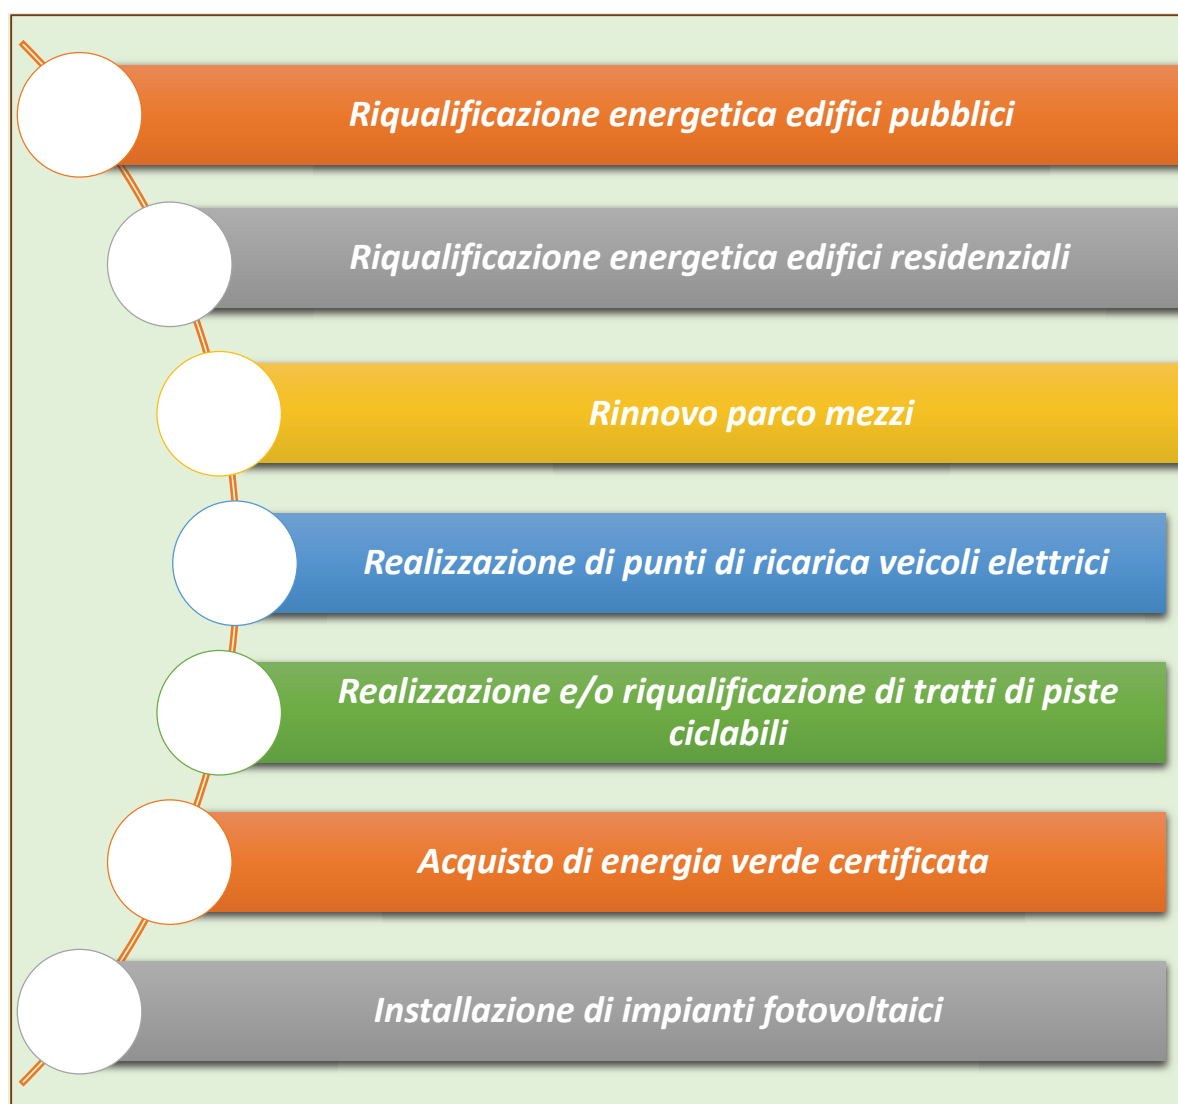 Riqualificazione energetica edifici pubblici
Riqualificazione energetica edifici residenziali
Rinnovo parco mezzi
Realizzazione di punti di ricarica veicoli elettrici
Realizzazione e/o riqualificazione di tratti di piste
ciclabili
Acquisto di energia verde certificata
Installazione di impianti fotovoltaici